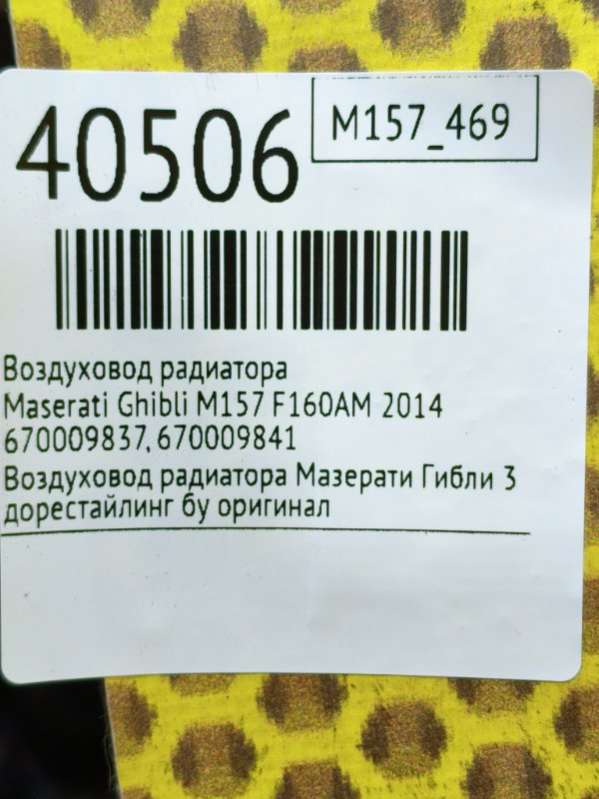 40506
M157_469
Воздуховод радиатора
Maserati Ghibli M157 F160AM 2014
670009837, 670009841
Воздуховод радиатора Мазерати Гибли 3
дорестайлинг бу оригинал